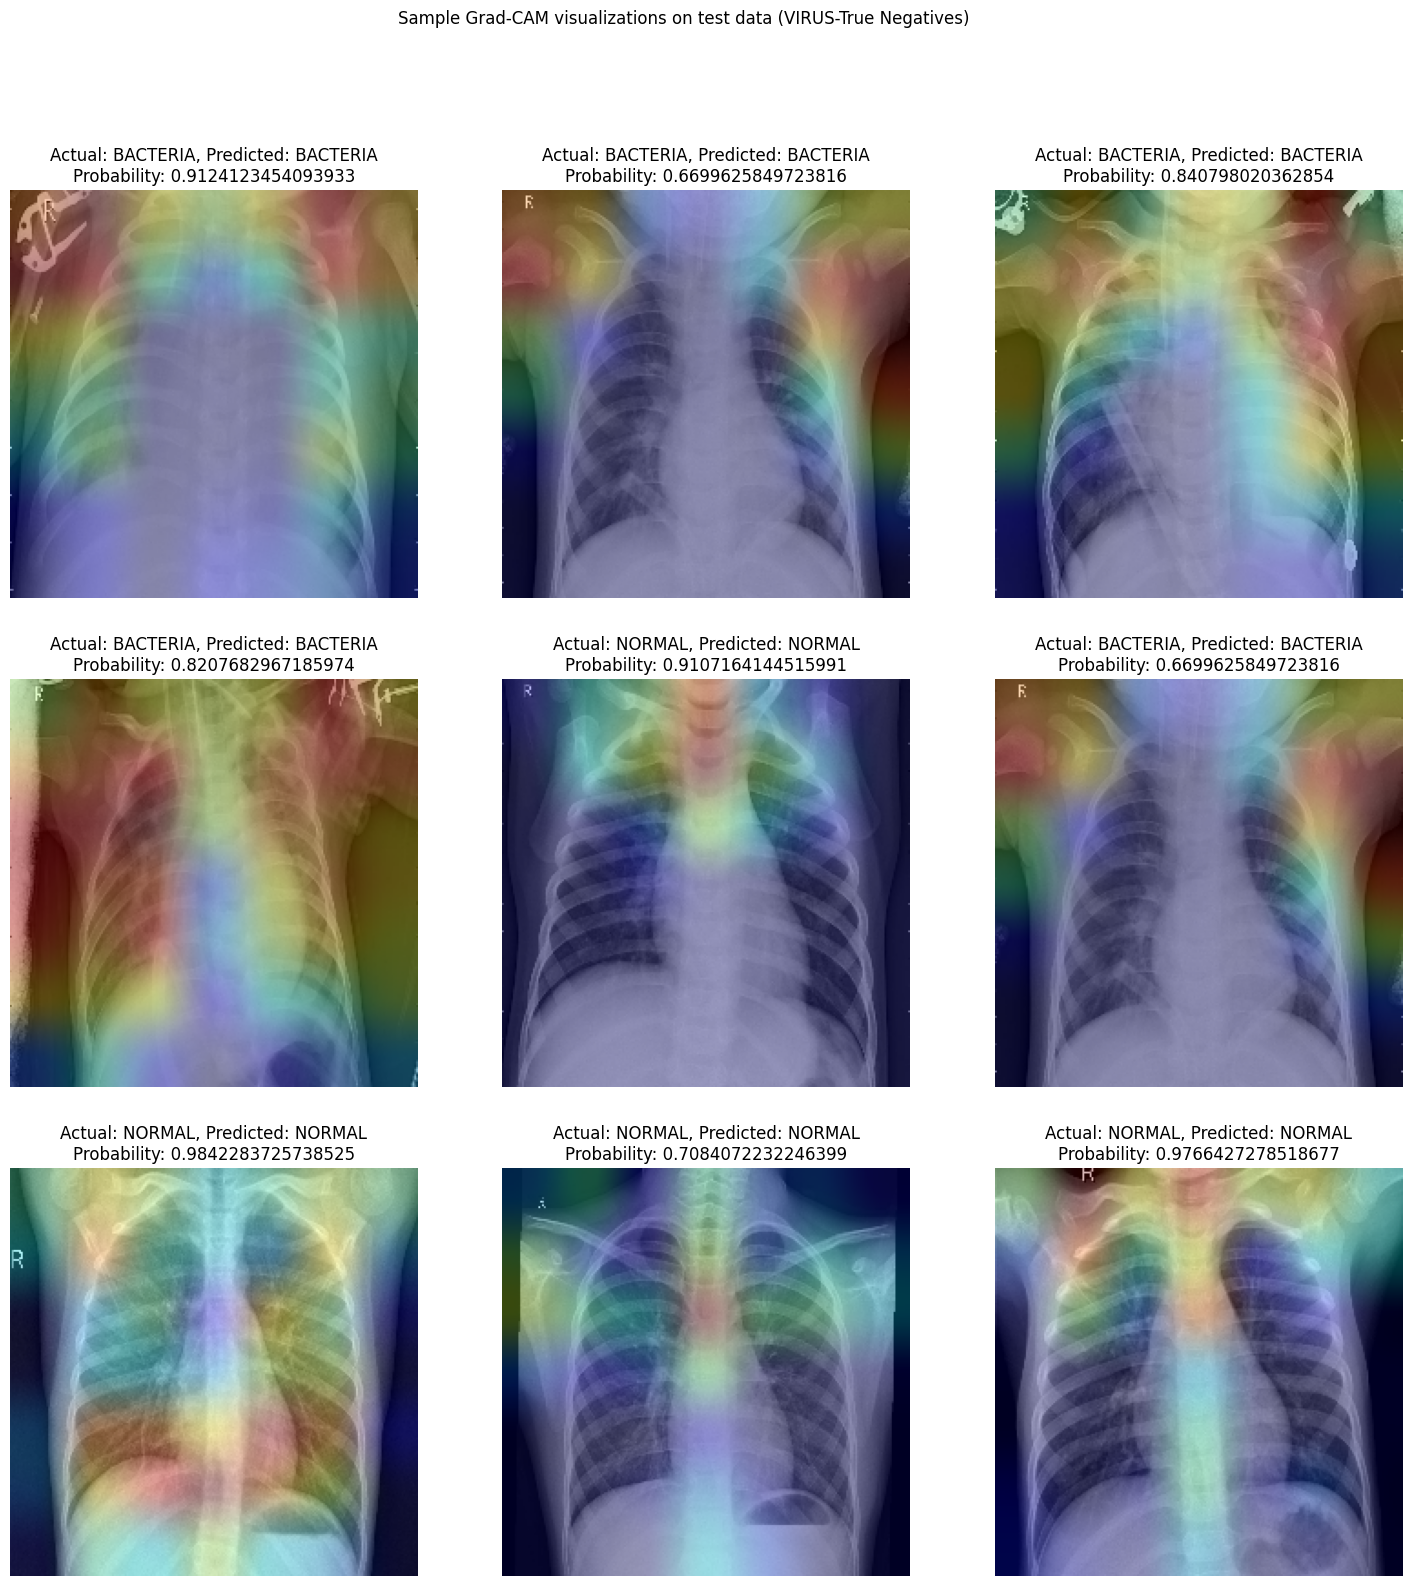 Sample Grad-CAM visualizations on test data (VIRUS-True Negatives)
Actual: BACTERIA, Predicted: BACTERIA
Probability: 0.9124123454093933
R
Actual: BACTERIA, Predicted: BACTERIA
Probability: 0.6699625849723816
R
Actual: BACTERIA, Predicted: BACTERIA
Probability: 0.840798020362854
R
Actual: BACTERIA, Predicted: BACTERIA
Probability: 0.8207682967185974
R
Actual: NORMAL, Predicted: NORMAL
Probability: 0.9107164144515991
R
Actual: BACTERIA, Predicted: BACTERIA
Probability: 0.6699625849723816
R
Actual: NORMAL, Predicted: NORMAL
Probability: 0.9842283725738525
R
Actual: NORMAL, Predicted: NORMAL
Probability: 0.7084072232246399
Actual: NORMAL, Predicted: NORMAL
Probability: 0.9766427278518677
R